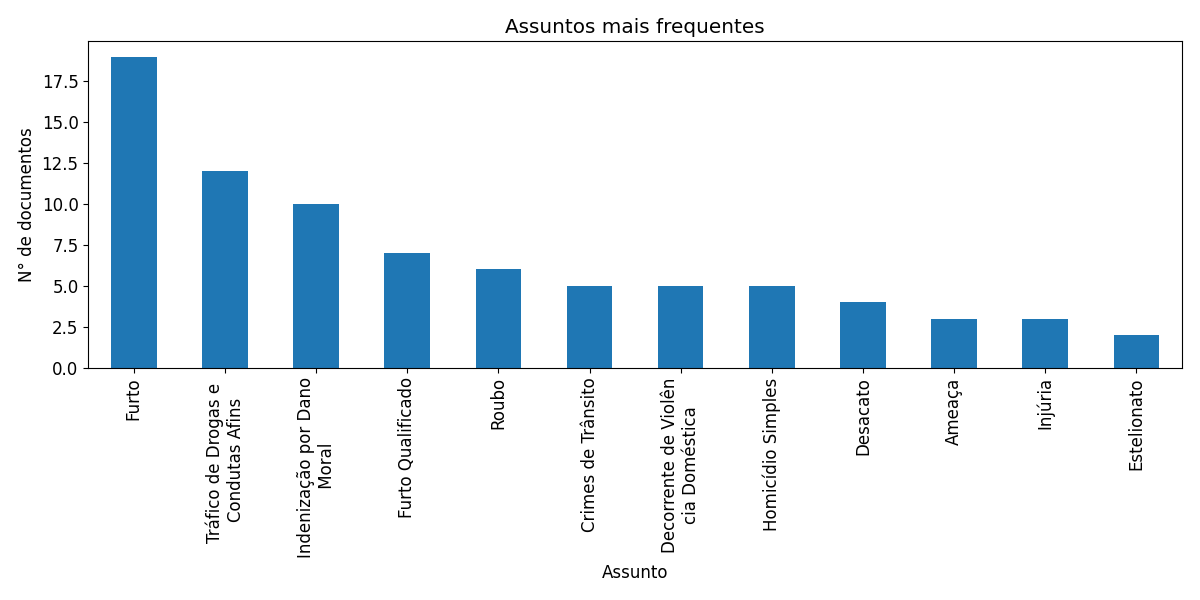 Assuntos mais frequentes
N° de documentos
17.5
15.0
12.5
10.0
7.5
5.0
2.5
0.0
Furto
Tráfico de Drogas e
Condutas Afins
Indenização por Dano
Moral
Furto Qualificado
Roubo
Crimes de Trânsito
Decorrente de Violên
cia Doméstica
Homicídio Simples
Desacato
Ameaça
Injúria
Estelionato
Assunto